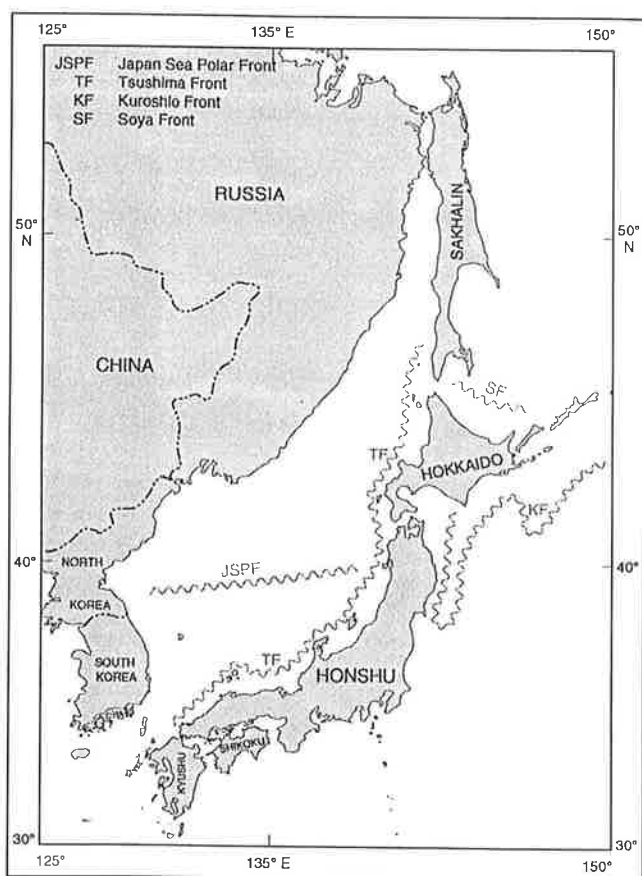 125°
135° E
150°
JSPF Japan Sea Polar Front
TF Tsushima Front
KF Kuroshio Front
SF Soya Front
RUSSIA
SAKHALIN
50°
N
50°
N
CHINA
SF
TF
HOKKAIDO
KF
JSPF
40°
40°
NORTH
KOREA
TF
SOUTH
KOREA
HONSHU
SHIKOKU
KYUSHU
30°
30°
125°
135° E
150°